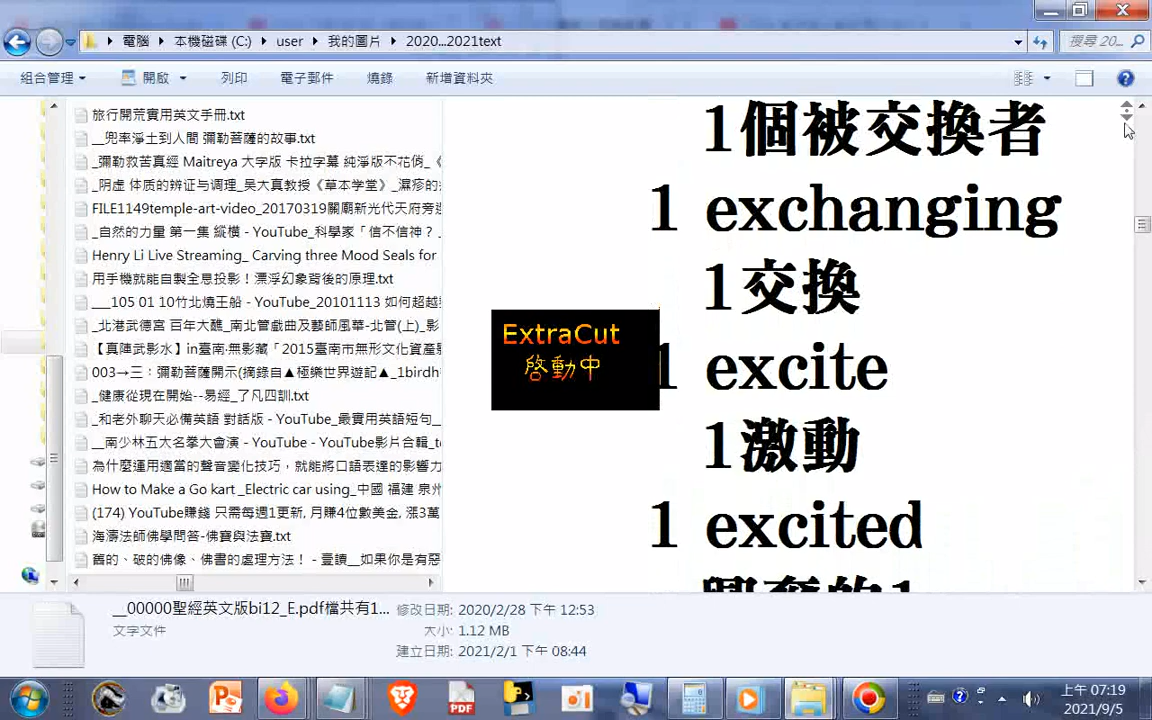 電腦 ▸ 本機磁碟 (C:) ▸ user ▸ 我的圖片 ▸ 2020...2021text
搜尋 20...
組合管理 開啟 列印 電子郵件 燒錄 新增資料夾
旅行開荒實用英文手冊.txt
__兜率淨土到人間 彌勒菩薩的故事.txt
_彌勒救苦真經 Maitreya 大字版 卡拉字幕 純淨版不花俏_《
_阴虚 体质的辨证与调理_吴大真教授《草本学堂》_濕疹的
FILE1149temple-art-video_20170319關廟新光代天府旁
_自然的力量 第一集 縱橫 - YouTube_科學家「信不信神？
Henry Li Live Streaming_ Carving three Mood Seals for
用手機就能自製全息投影！漂浮幻象背後的原理.txt
___105 01 10竹北燒王船 - YouTube_20101113 如何超越
_北港武德宮 百年大醮_南北管戲曲及藝師風華-北管(上)_影
【真陣武影水】in臺南·無影藏「2015臺南市無形文化資產
003→三：彌勒菩薩開示(摘錄自▲極樂世界遊記▲_1birdh
_健康從現在開始--易經_了凡四訓.txt
_和老外聊天必備英語 對話版 - YouTube_最實用英語短句_
__南少林五大名拳大會演 - YouTube - YouTube影片合輯_t
為什麼運用適當的聲音變化技巧，就能將口語表達的影響力
How to Make a Go kart _Electric car using_中國 福建 泉州
(174) YouTube賺錢 只需每週1更新, 月賺4位數美金, 漲3萬
海濤法師佛學問答-佛寶與法寶.txt
舊的、破的佛像、佛書的處理方法！ - 壹讀__如果你是有惡
1個被交換者
1 exchanging
1交換
1 excite
1激動
1 excited
興奮的1
ExtraCut
啓動中
__00000聖經英文版bi12_E.pdf檔共有1... 修改日期: 2020/2/28 下午 12:53
文字文件 大小: 1.12 MB
建立日期: 2021/2/1 下午 08:44
PDF
上午 07:19
2021/9/5